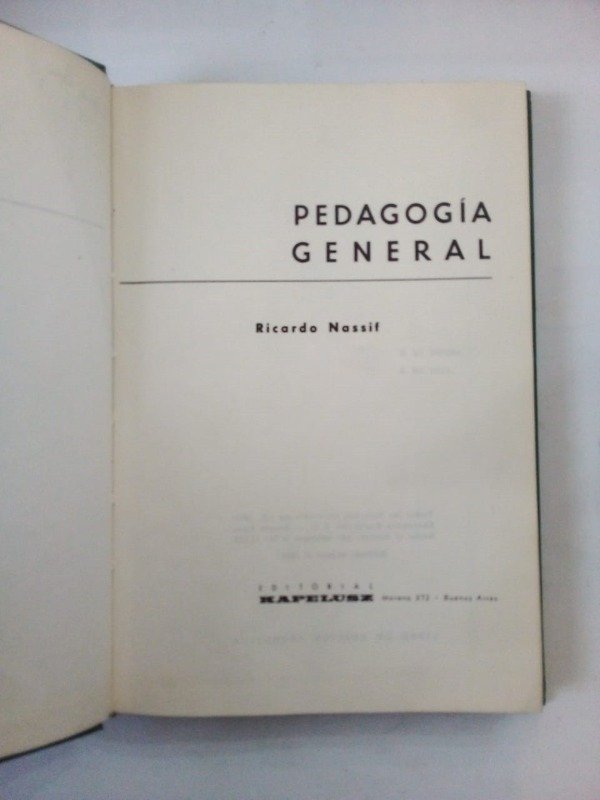 PEDAGOGÍA
GENERAL
Ricardo Nassif
EDITORIAL
KAPELUSZ Moreno 372 - Buenos Aires